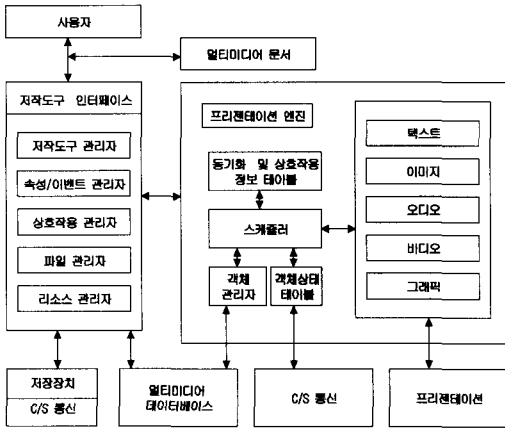 사용자
멀티미디어 문서
저작도구 인터페이스
저작도구 관리자
속성/이벤트 관리자
상호작용 관리자
파일 관리자
리소스 관리자
프리젠테이션 엔진
동기화 및 상호작용
정보 테이블
스케쥴러
객체
관리자
객체상태
테이블
텍스트
이미지
오디오
비디오
그래픽
저장장치
C/S 통신
멀티미디어
데이터베이스
C/S 통신
프리젠테이션